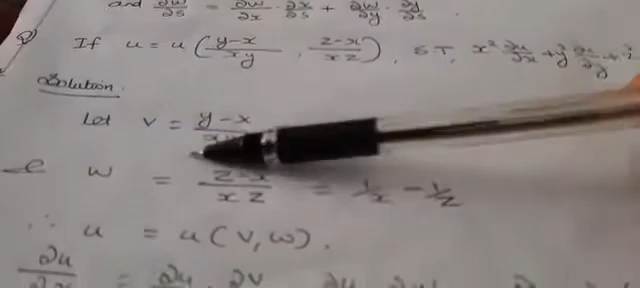 and ∂w/∂s = ∂w/∂x · ∂x/∂s + ∂w/∂y · ∂y/∂s .
Q) If u = u ( y-x/xy , z-x/xz ) , S.T, x² ∂u/∂x + y²
Solution.
Let v = y-x
& w = z-x/xz = 1/x - 1/z
∴ u = u (v, w).
∂u = ∂u · ∂v